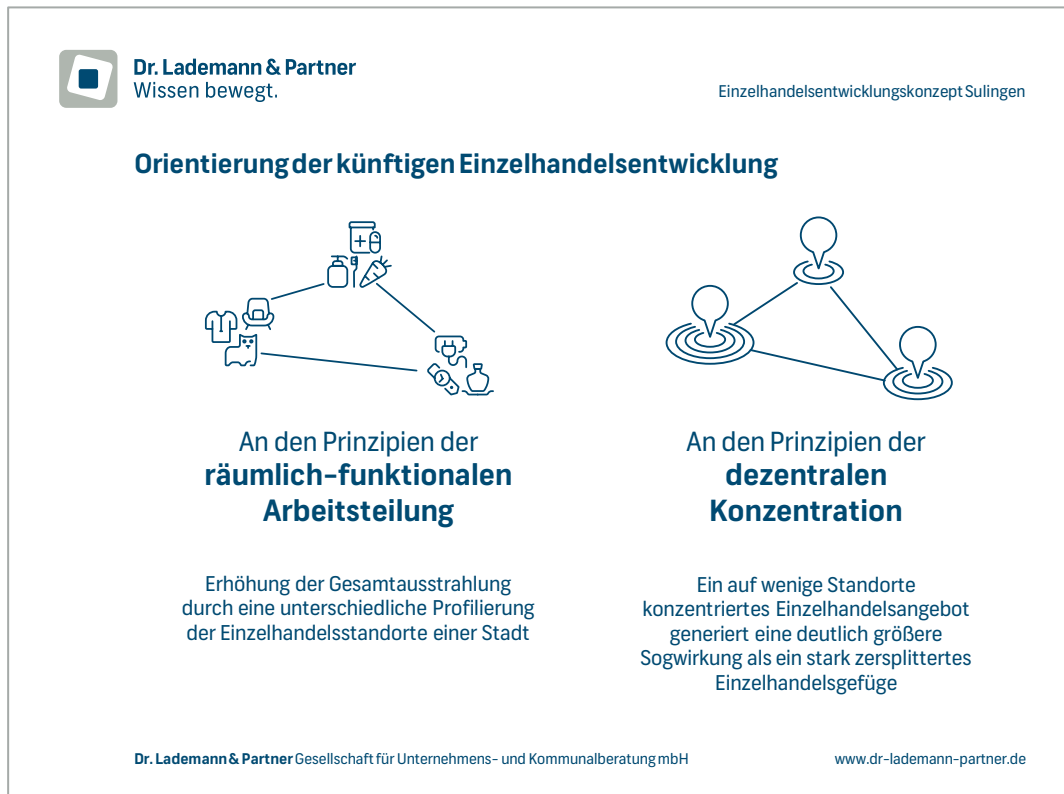 Dr. Lademann & Partner
Wissen bewegt.
Einzelhandelsentwicklungskonzept Sulingen
Orientierung der künftigen Einzelhandelsentwicklung
An den Prinzipien der
räumlich-funktionalen
Arbeitsteilung
Erhöhung der Gesamtausstrahlung
durch eine unterschiedliche Profilierung
der Einzelhandelsstandorte einer Stadt
An den Prinzipien der
dezentralen
Konzentration
Ein auf wenige Standorte
konzentriertes Einzelhandelsangebot
generiert eine deutlich größere
Sogwirkung als ein stark zersplittertes
Einzelhandelsgefüge
Dr. Lademann & Partner Gesellschaft für Unternehmens- und Kommunalberatung mbH
www.dr-lademann-partner.de